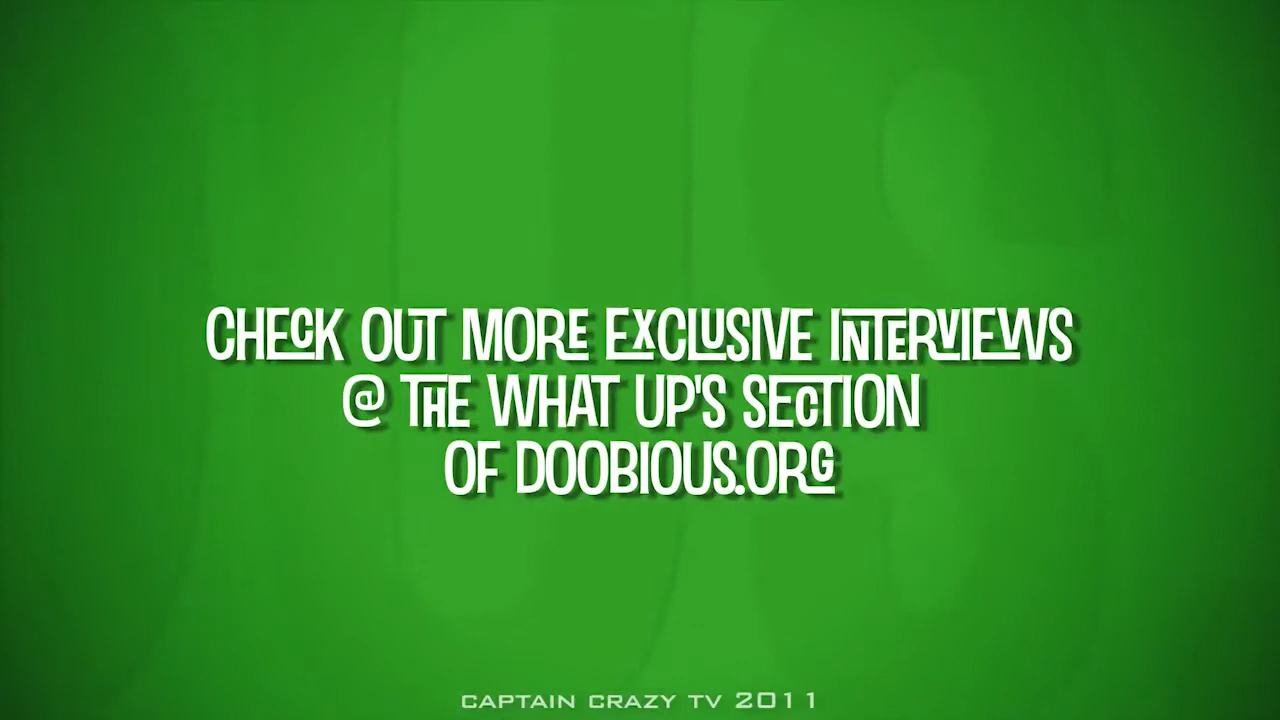 CHECK OUT MORE EXCLUSIVE INTERVIEWS
@ THE WHAT UP'S SECTION
OF DOOBIOUS.ORG
CAPTAIN CRAZY TV 2011